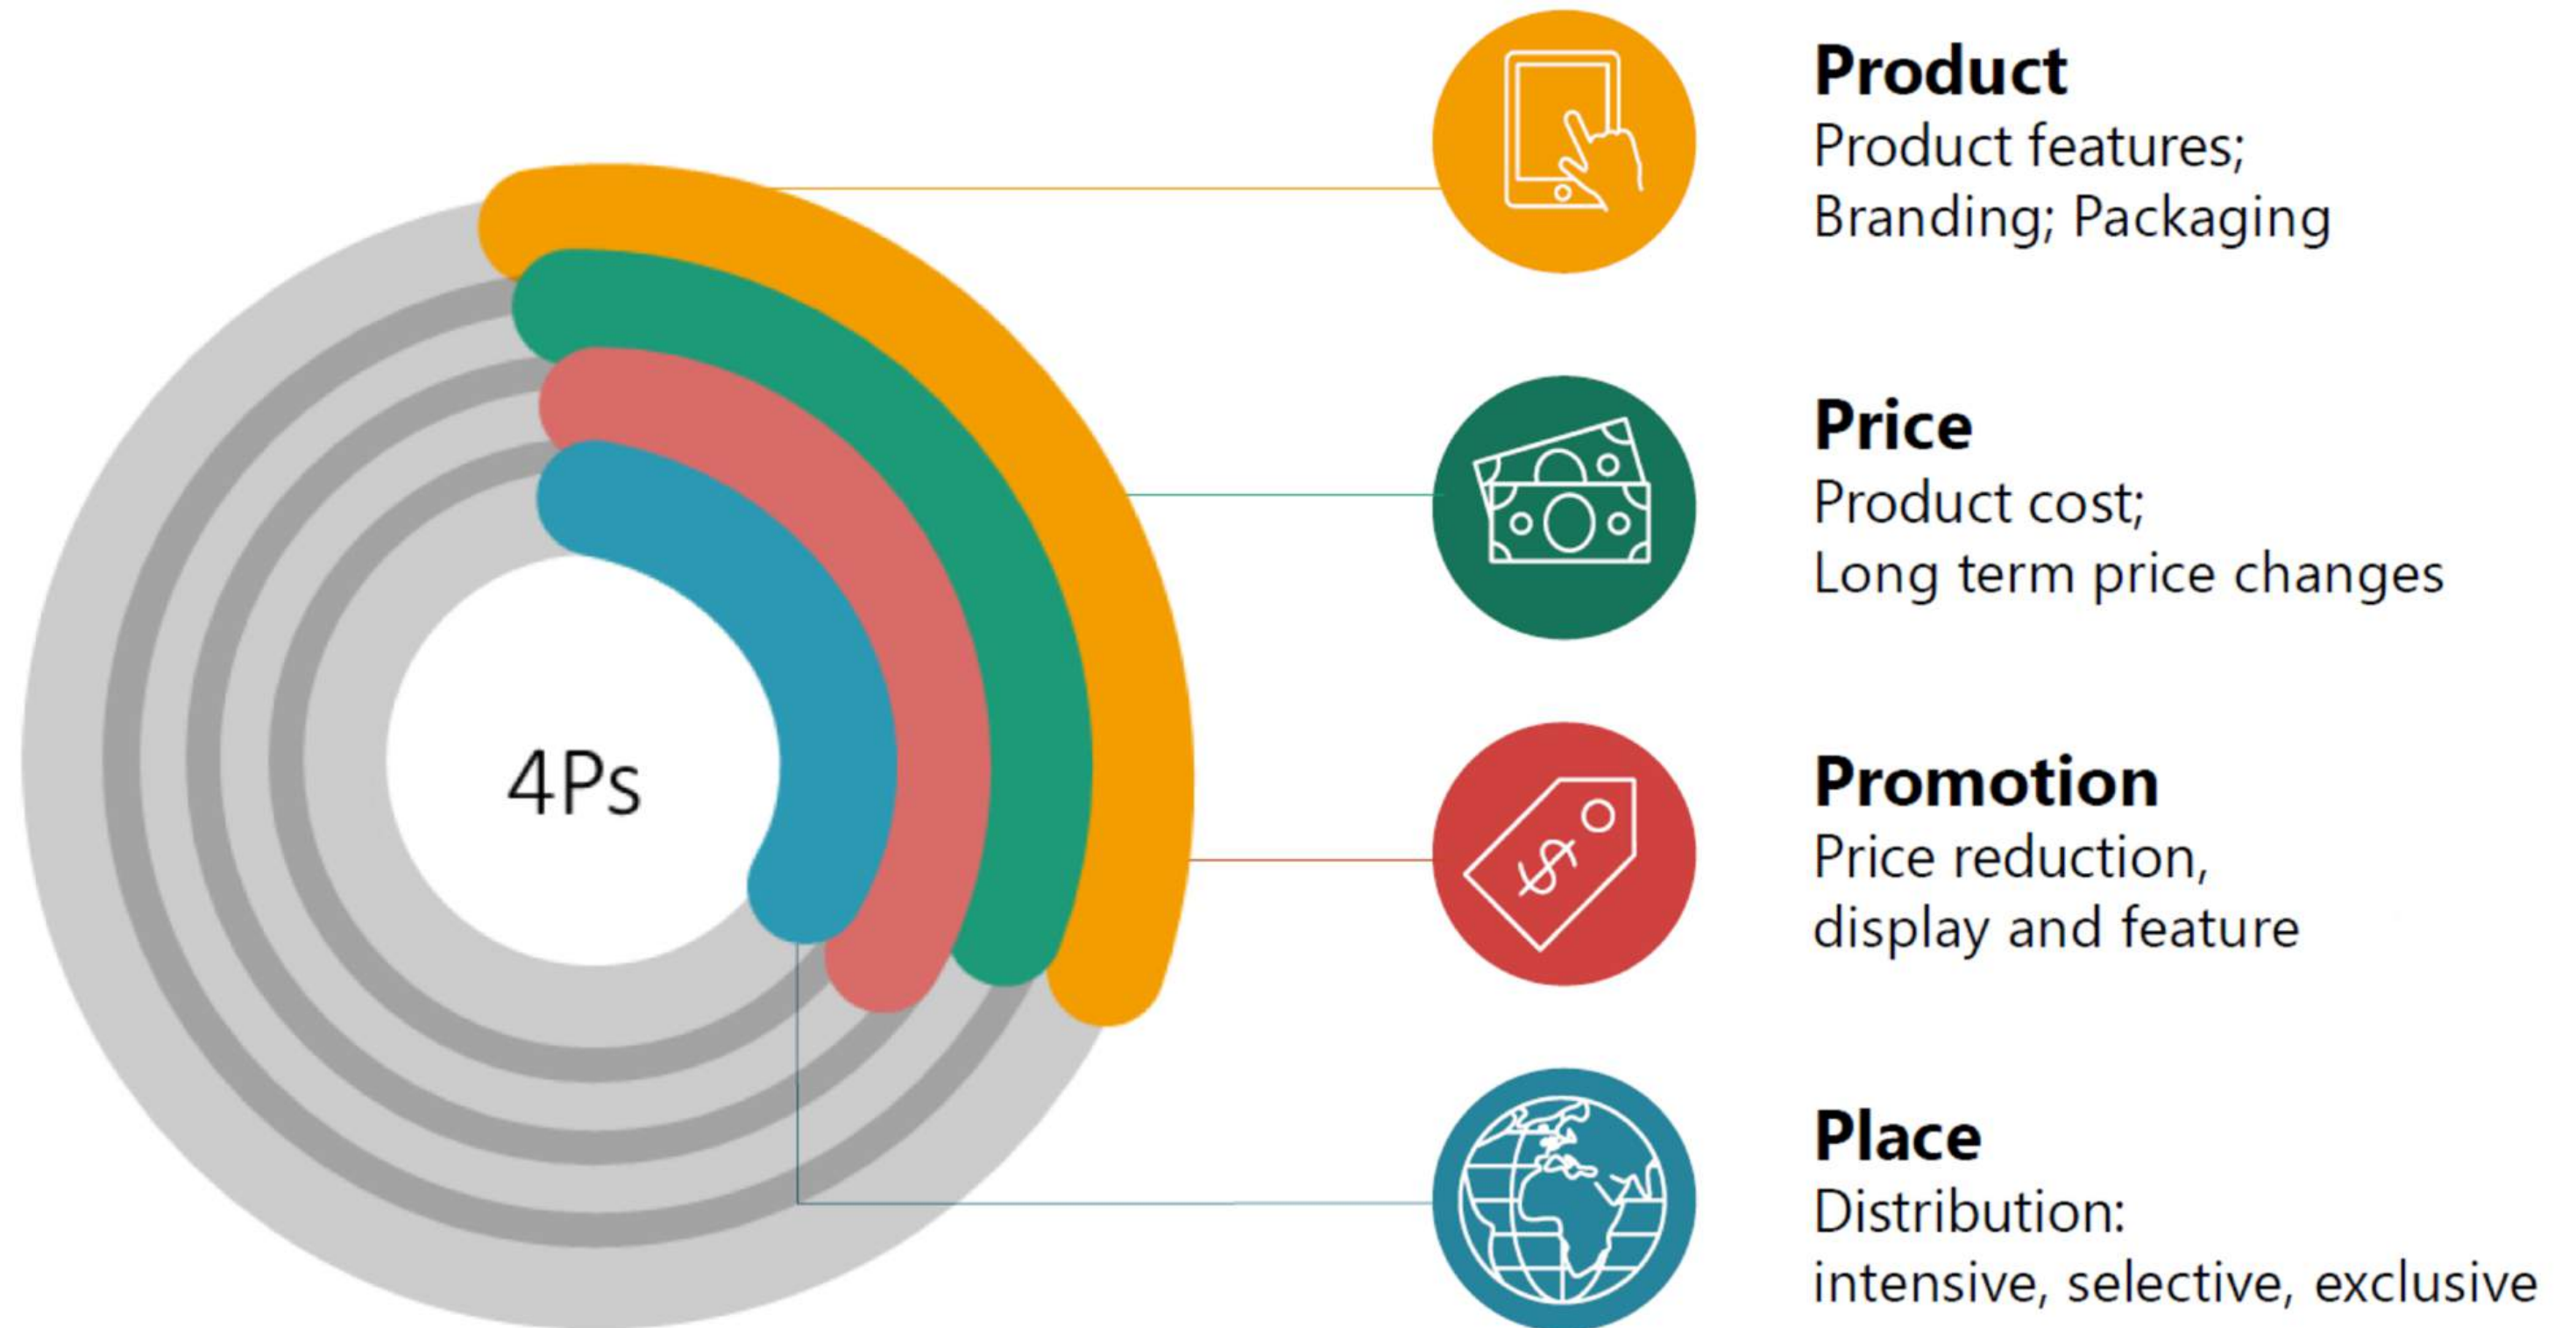 4Ps
Product
Product features;
Branding; Packaging
Price
Product cost;
Long term price changes
Promotion
Price reduction,
display and feature
$
Place
Distribution:
intensive, selective, exclusive